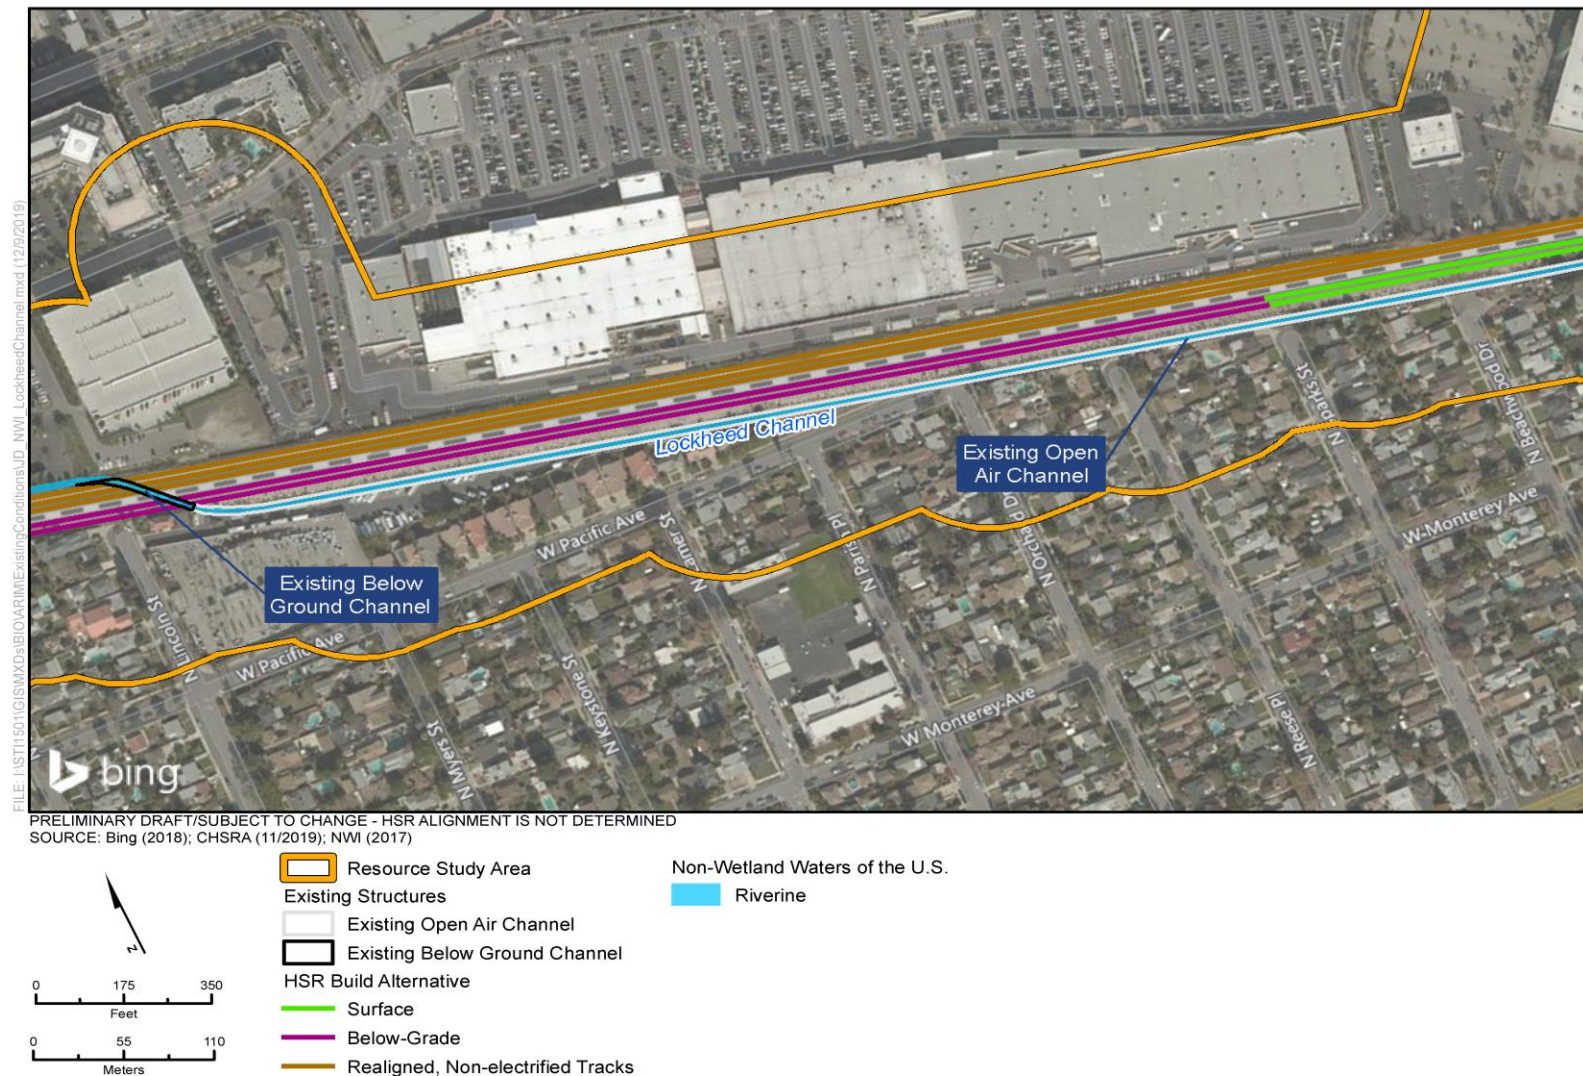 FILE: I:\STI1501\GIS\MXDs\BIO\ARIM\ExistingConditions\JD_NWI_LockheedChannel.mxd (12/9/2019)
Lockheed Channel
Existing Open
Air Channel
Existing Below
Ground Channel
N Lincoln St
W Pacific Ave
W Pacific Ave
N Myers St
N Keystone St
N Lamer St
N Parish Pl
W Monterey Ave
W Monterey Ave
N Reese Pl
N Sparks St
N Beachwood Dr
bing
PRELIMINARY DRAFT/SUBJECT TO CHANGE - HSR ALIGNMENT IS NOT DETERMINED
SOURCE: Bing (2018); CHSRA (11/2019); NWI (2017)
N
0 175 350
Feet
0 55 110
Meters
Resource Study Area
Existing Structures
Existing Open Air Channel
Existing Below Ground Channel
HSR Build Alternative
Surface
Below-Grade
Realigned, Non-electrified Tracks
Non-Wetland Waters of the U.S.
Riverine